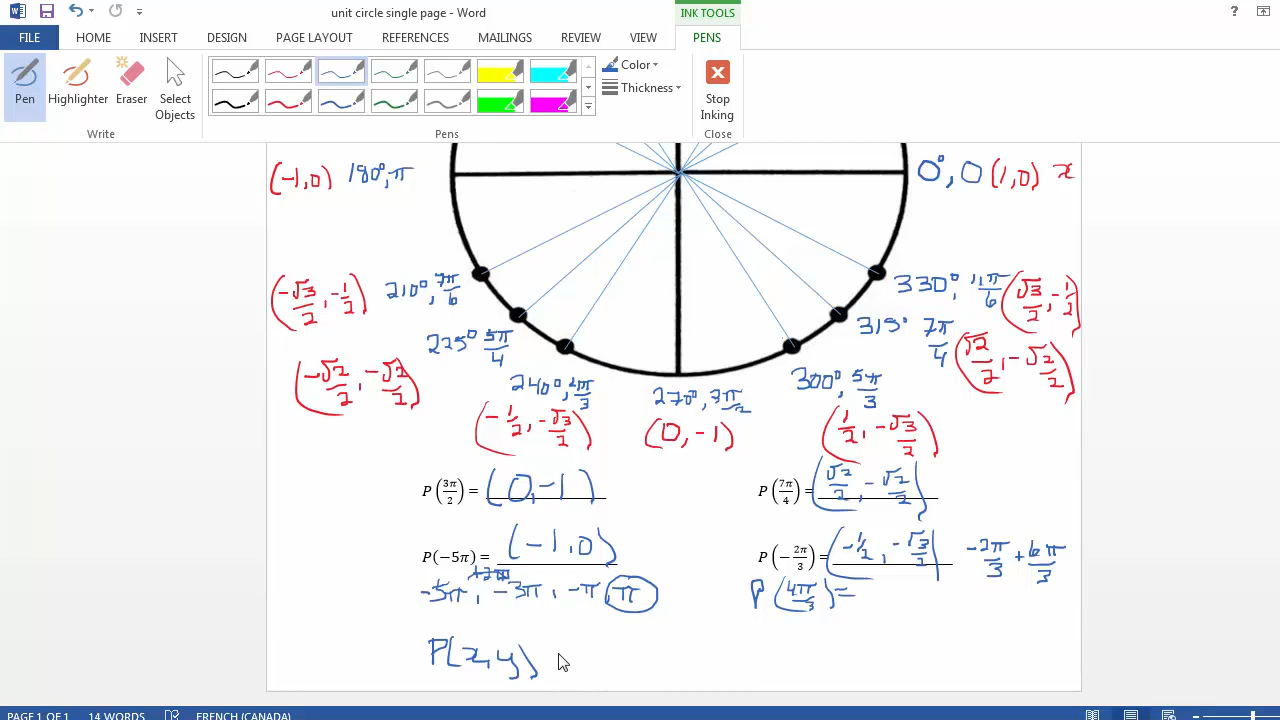 unit circle single page - Word
INK TOOLS
FILE HOME INSERT DESIGN PAGE LAYOUT REFERENCES MAILINGS REVIEW VIEW PENS
Pen Highlighter Eraser Select Objects
Color
Thickness
Stop Inking
Write Pens Close
(-1,0) 180°, π 0°, 0 (1,0) x
(-√3/2, -1/2) 210°, 7π/6 330°, 11π/6 (√3/2, -1/2)
225° 5π/4 315° 7π/4
(-√2/2, -√2/2) (√2/2, -√2/2)
240°, 4π/3 270°, 3π/2 300°, 5π/3
(-1/2, -√3/2) (0, -1) (1/2, -√3/2)
P(3π/2) = (0, -1) P(7π/4) = (√2/2, -√2/2)
P(-5π) = (-1, 0) P(-2π/3) = (-1/2, -√3/2) -2π/3 + 6π/3
+2π
-5π, -3π, -π, π P(4π/3) =
P(x, y)
PAGE 1 OF 1 14 WORDS FRENCH (CANADA)